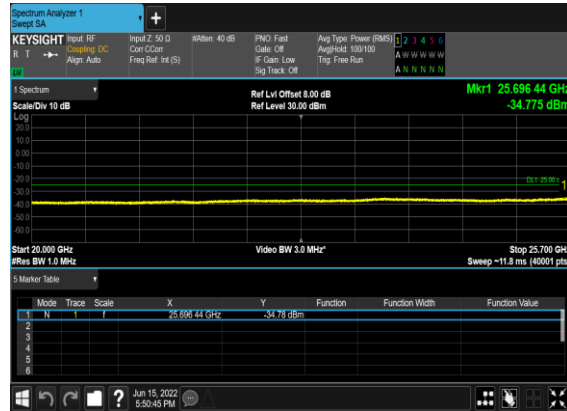 Spectrum Analyzer 1
Swept SA
+
KEYSIGHT Input: RF Input Z: 50 Ω #Atten: 40 dB PNO: Fast Avg Type: Power (RMS) 1 2 3 4 5 6
R T Coupling: DC Corr CCorr Gate: Off Avg|Hold: 100/100 A W W W W W
Align: Auto Freq Ref: Int (S) IF Gain: Low Trig: Free Run
Sig Track: Off A N N N N N
1 Spectrum Ref Lvl Offset 8.00 dB Mkr1 25.696 44 GHz
Scale/Div 10 dB Ref Level 30.00 dBm -34.775 dBm
Log
20.0
10.0
0.00
-10.0
-20.0 DL1 -25.00
-30.0 1
-40.0
-50.0
-60.0
Start 20.000 GHz Video BW 3.0 MHz* Stop 25.700 GHz
#Res BW 1.0 MHz Sweep ~11.8 ms (40001 pts
5 Marker Table
Mode Trace Scale X Y Function Function Width Function Value
1 N 1 f 25.696 44 GHz -34.78 dBm
2
3
4
5
6
? Jun 15, 2022
5:50:45 PM